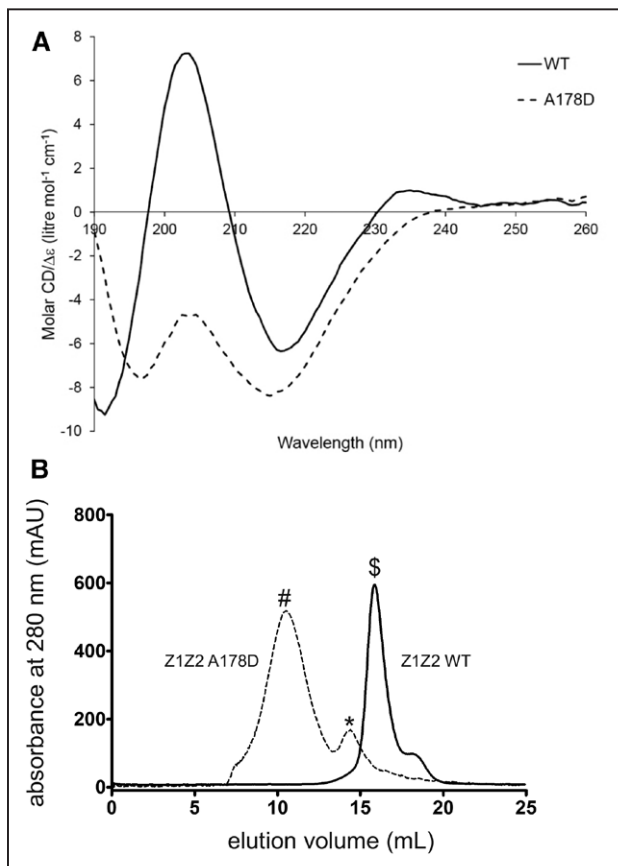 A
8
6
4
2
0
-2
-4
-6
-8
-10
Molar CD/Δε (litre mol⁻¹ cm⁻¹)
190 200 210 220 230 240 250 260
Wavelength (nm)
WT
A178D
B
800
600
400
200
0
absorbance at 280 nm (mAU)
# $
Z1Z2 A178D Z1Z2 WT
*
0 5 10 15 20 25
elution volume (mL)